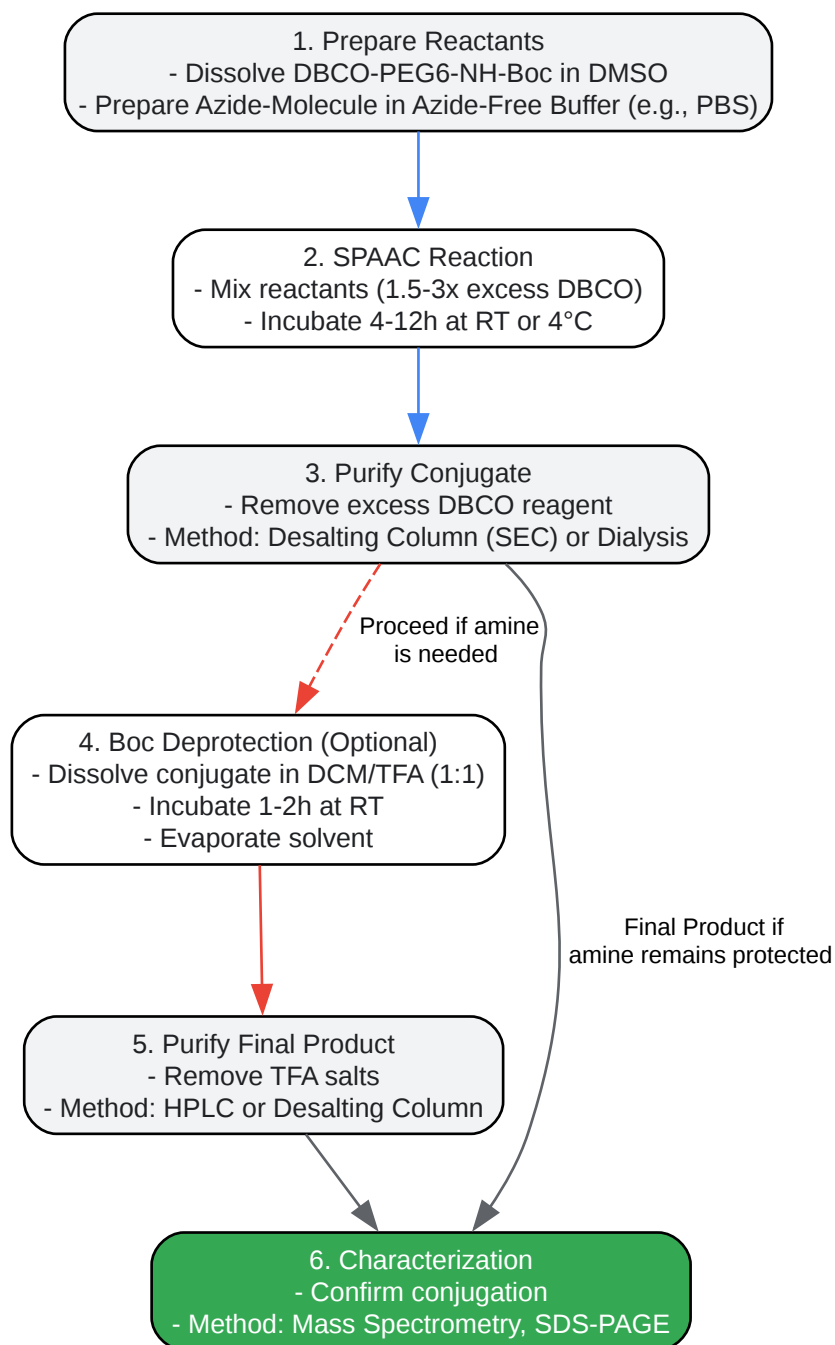 1. Prepare Reactants
- Dissolve DBCO-PEG6-NH-Boc in DMSO
- Prepare Azide-Molecule in Azide-Free Buffer (e.g., PBS)
2. SPAAC Reaction
- Mix reactants (1.5-3x excess DBCO)
- Incubate 4-12h at RT or 4°C
3. Purify Conjugate
- Remove excess DBCO reagent
- Method: Desalting Column (SEC) or Dialysis
Proceed if amine
is needed
4. Boc Deprotection (Optional)
- Dissolve conjugate in DCM/TFA (1:1)
- Incubate 1-2h at RT
- Evaporate solvent
Final Product if
amine remains protected
5. Purify Final Product
- Remove TFA salts
- Method: HPLC or Desalting Column
6. Characterization
- Confirm conjugation
- Method: Mass Spectrometry, SDS-PAGE